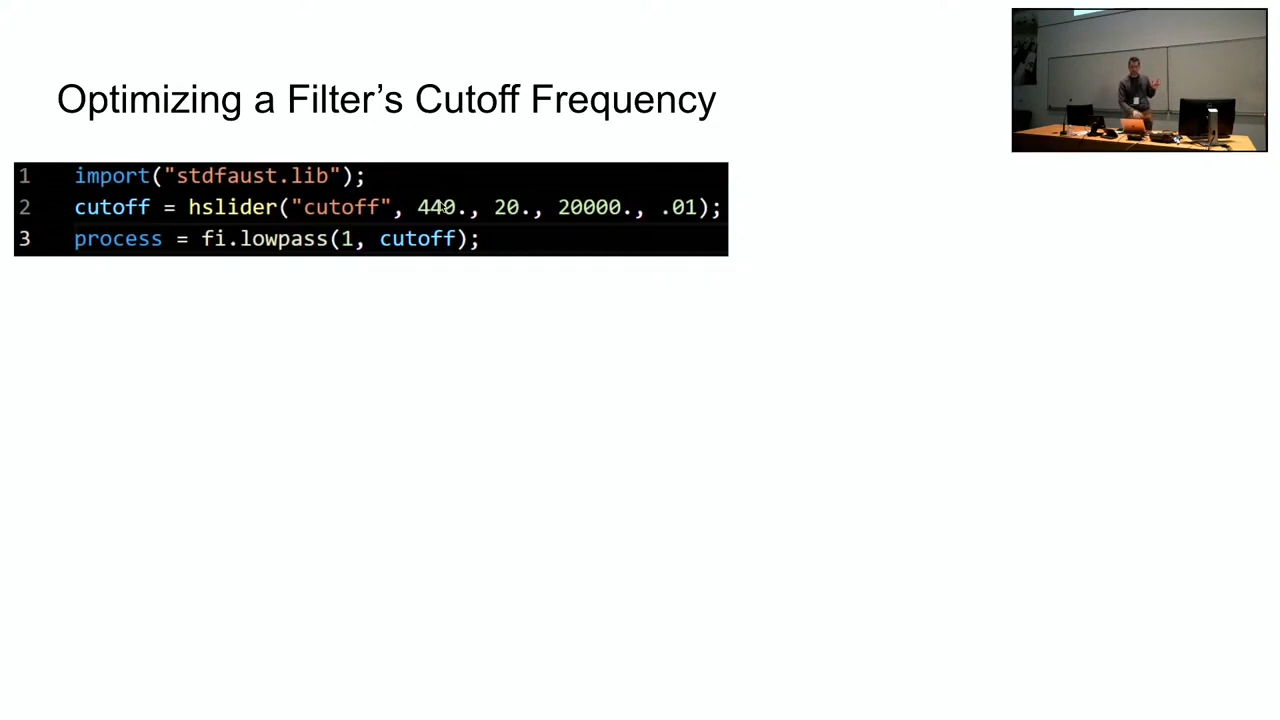 Optimizing a Filter’s Cutoff Frequency
1 import("stdfaust.lib");
2 cutoff = hslider("cutoff", 440., 20., 20000., .01);
3 process = fi.lowpass(1, cutoff);